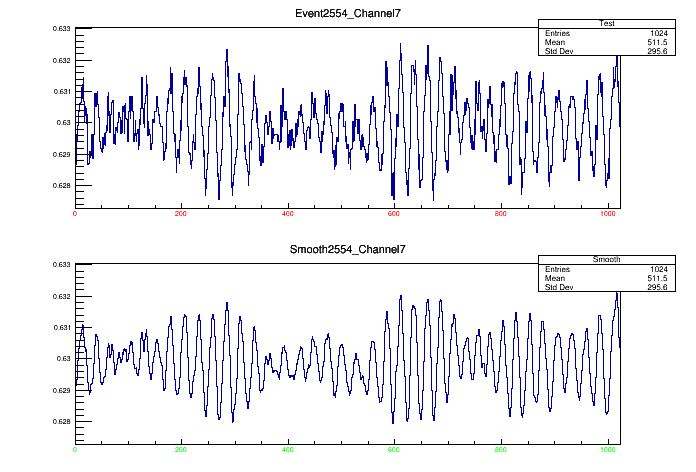 Event2554_Channel7
Test
Entries 1024
Mean 511.5
Std Dev 295.6
0.633
0.632
0.631
0.63
0.629
0.628
0 200 400 600 800 1000
Smooth2554_Channel7
Smooth
Entries 1024
Mean 511.5
Std Dev 295.6
0.633
0.632
0.631
0.63
0.629
0.628
0 200 400 600 800 1000